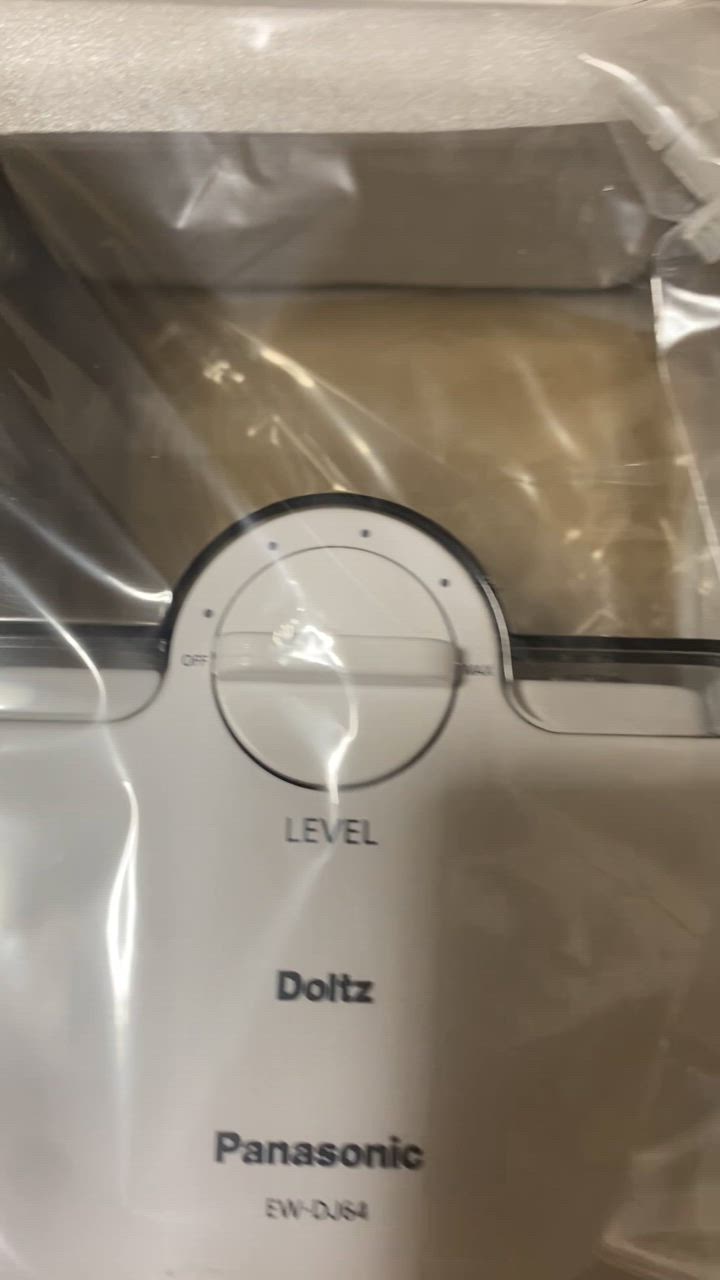 OFF MAX
LEVEL
Doltz
Panasonic
EW-DJ64